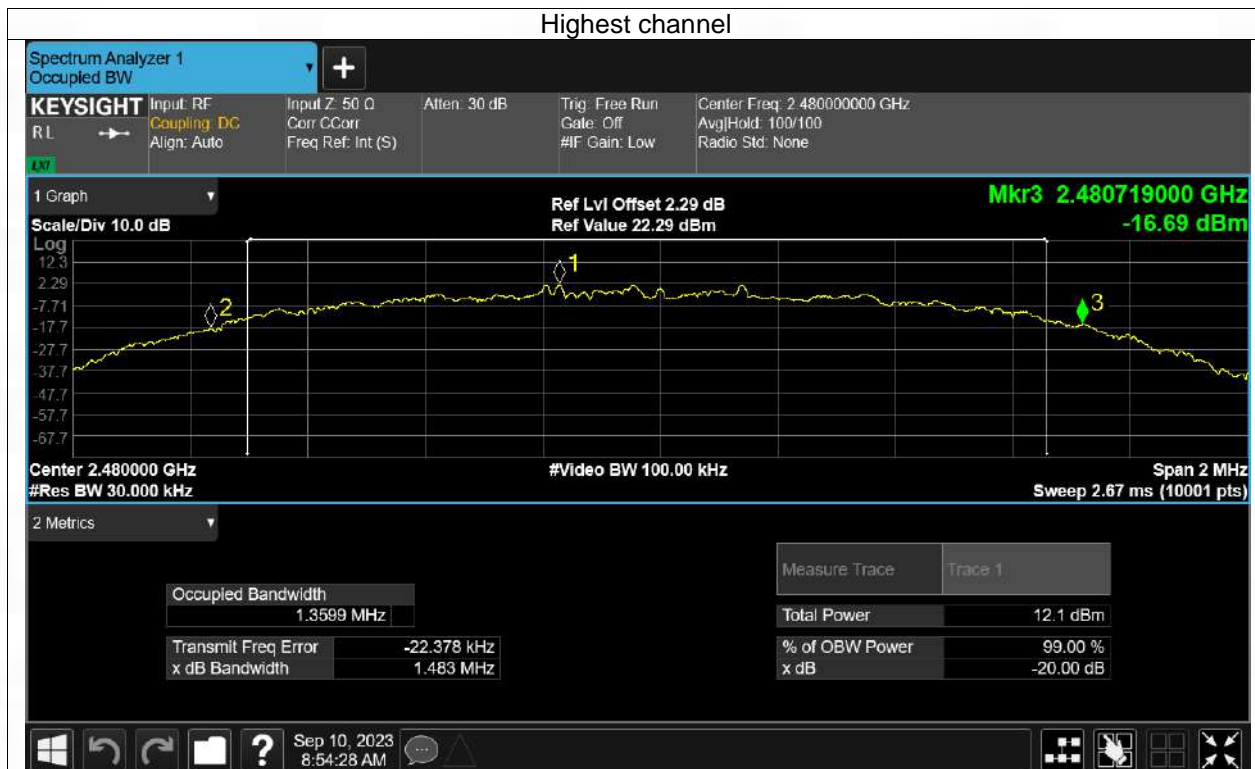 Highest channel
Spectrum Analyzer 1
Occupied BW
KEYSIGHT
RL
LXI
Input: RF
Coupling: DC
Align: Auto
Input Z: 50 Ω
Corr CCorr
Freq Ref: Int (S)
Atten: 30 dB
Trig: Free Run
Gate: Off
#IF Gain: Low
Center Freq: 2.480000000 GHz
Avg|Hold: 100/100
Radio Std: None
1 Graph
Scale/Div 10.0 dB
Ref Lvl Offset 2.29 dB
Ref Value 22.29 dBm
Mkr3 2.480719000 GHz
-16.69 dBm
Log
12.3
2.29
-7.71
-17.7
-27.7
-37.7
-47.7
-57.7
-67.7
1
2
3
Center 2.480000 GHz
#Res BW 30.000 kHz
#Video BW 100.00 kHz
Span 2 MHz
Sweep 2.67 ms (10001 pts)
2 Metrics
Occupied Bandwidth
1.3599 MHz
Transmit Freq Error -22.378 kHz
x dB Bandwidth 1.483 MHz
Measure Trace Trace 1
Total Power 12.1 dBm
% of OBW Power 99.00 %
x dB -20.00 dB
?
Sep 10, 2023
8:54:28 AM